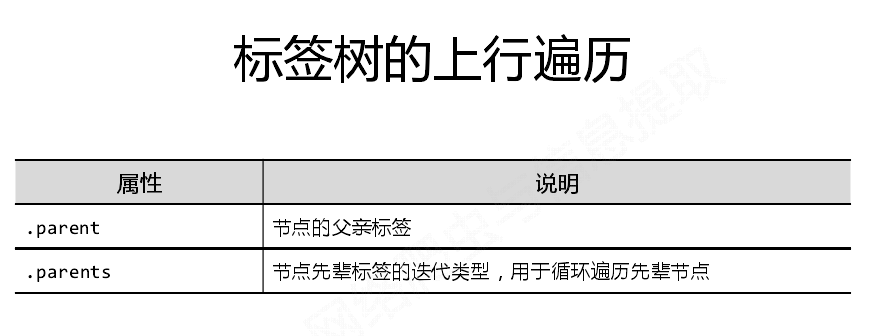 标签树的上行遍历
属性 说明
.parent 节点的父亲标签
.parents 节点先辈标签的迭代类型，用于循环遍历先辈节点